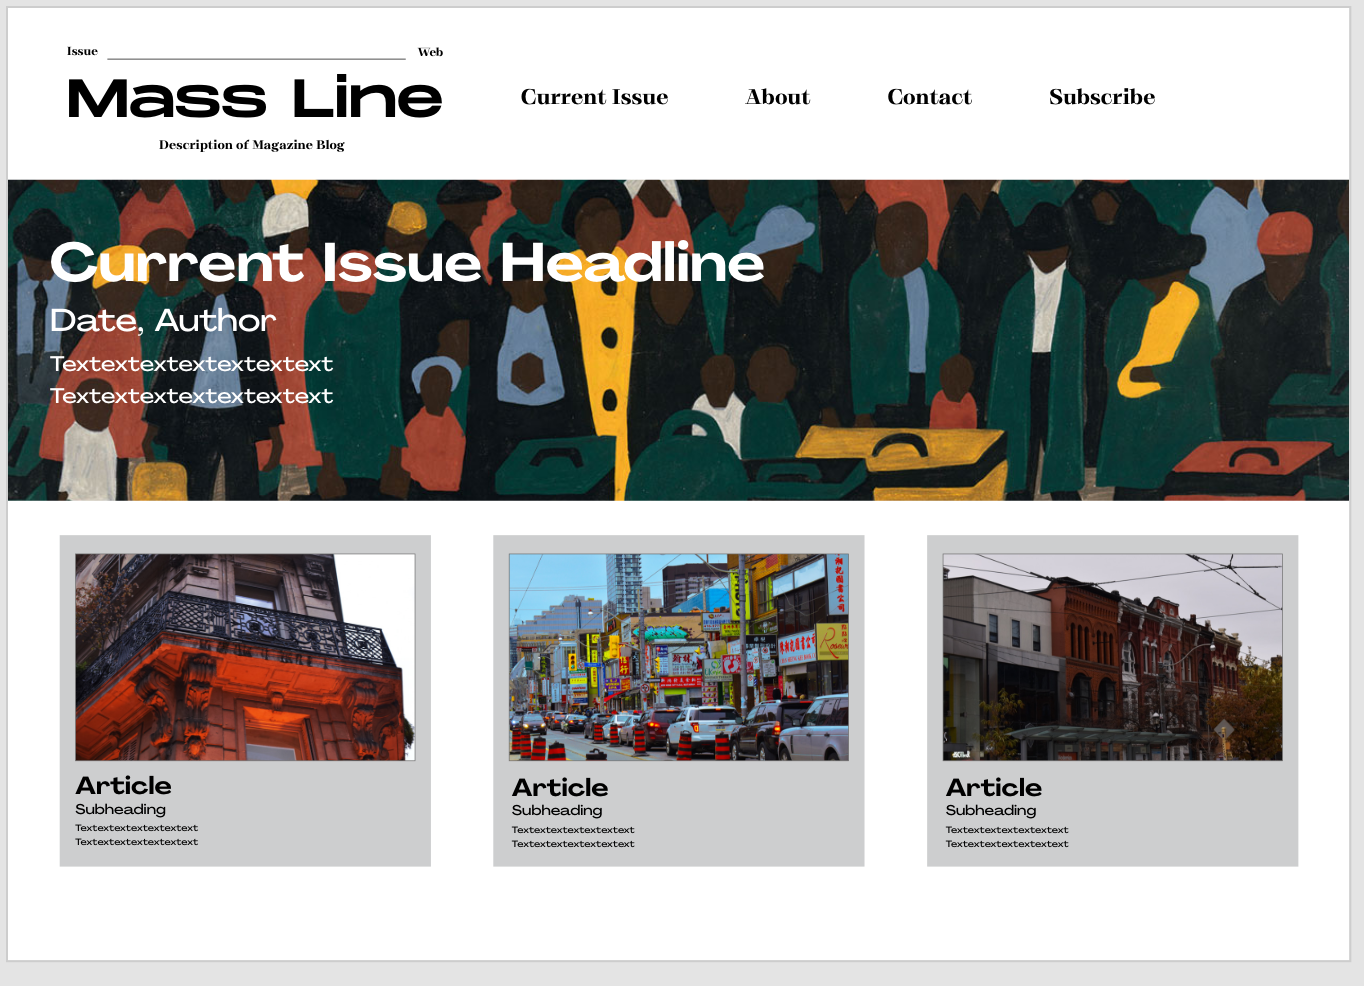 Issue
Web
Mass Line
Description of Magazine Blog
Current Issue
About
Contact
Subscribe
Current Issue Headline
Date, Author
Textextextextextextext
Textextextextextextext
Article
Subheading
Textextextextextextext
Textextextextextextext
Article
Subheading
Textextextextextextext
Textextextextextextext
Article
Subheading
Textextextextextextext
Textextextextextextext